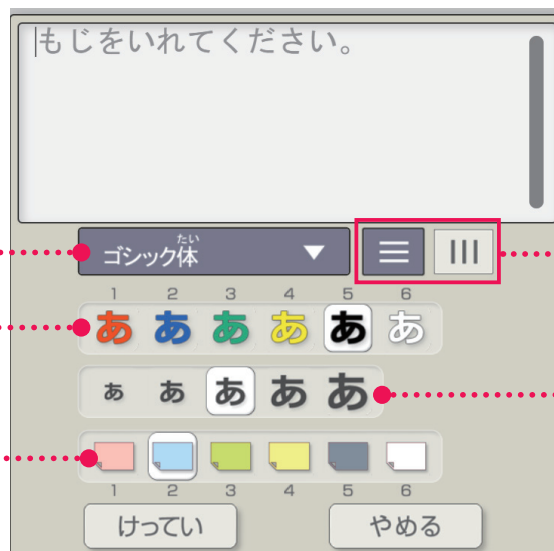 もじをいれてください。
ゴシック体
たい
1 2 3 4 5 6
あ あ あ あ あ あ
あ あ あ あ あ
1 2 3 4 5 6
けってい やめる